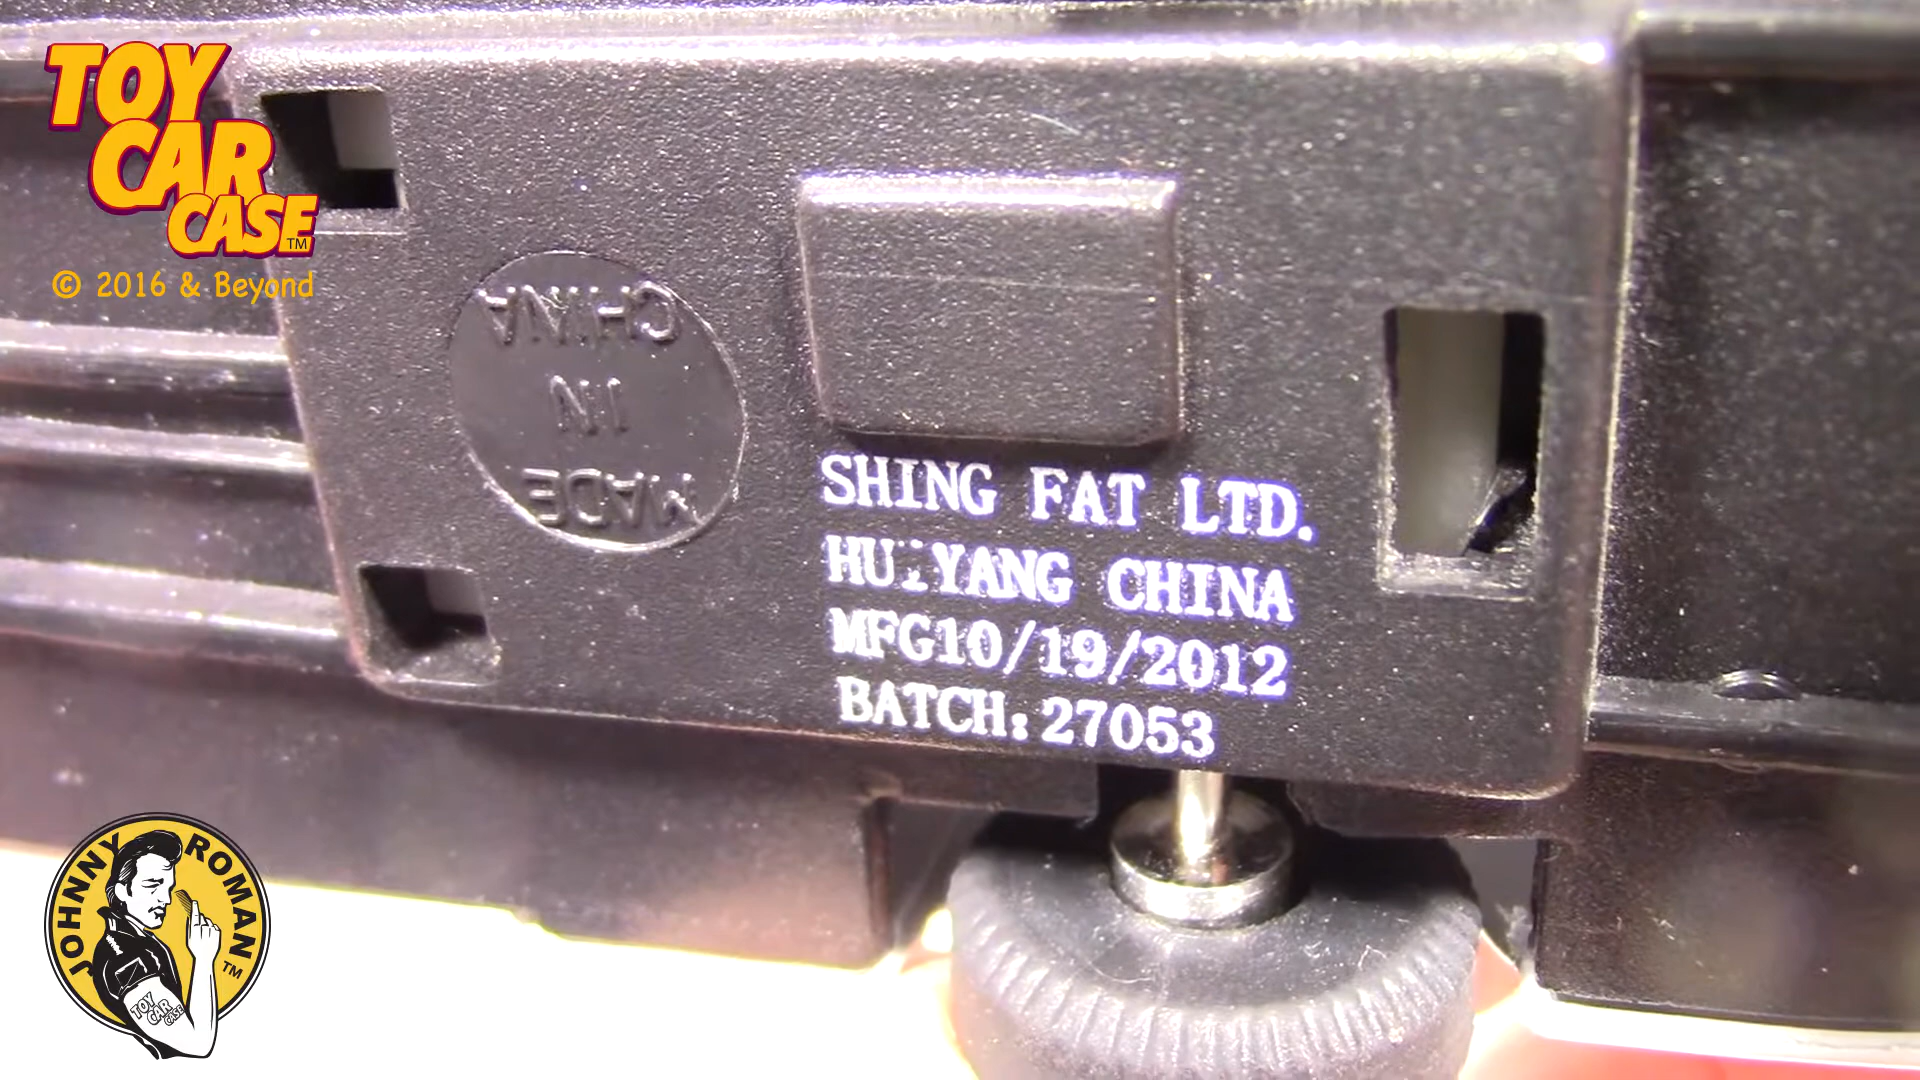 TOY
CAR
CASE
TM
© 2016 & Beyond
MADE
IN
CHINA
SHING FAT LTD.
HUIYANG CHINA
MFG10/19/2012
BATCH:27053
JOHNNY ROMAN
TM
TOY
CAR
CASE